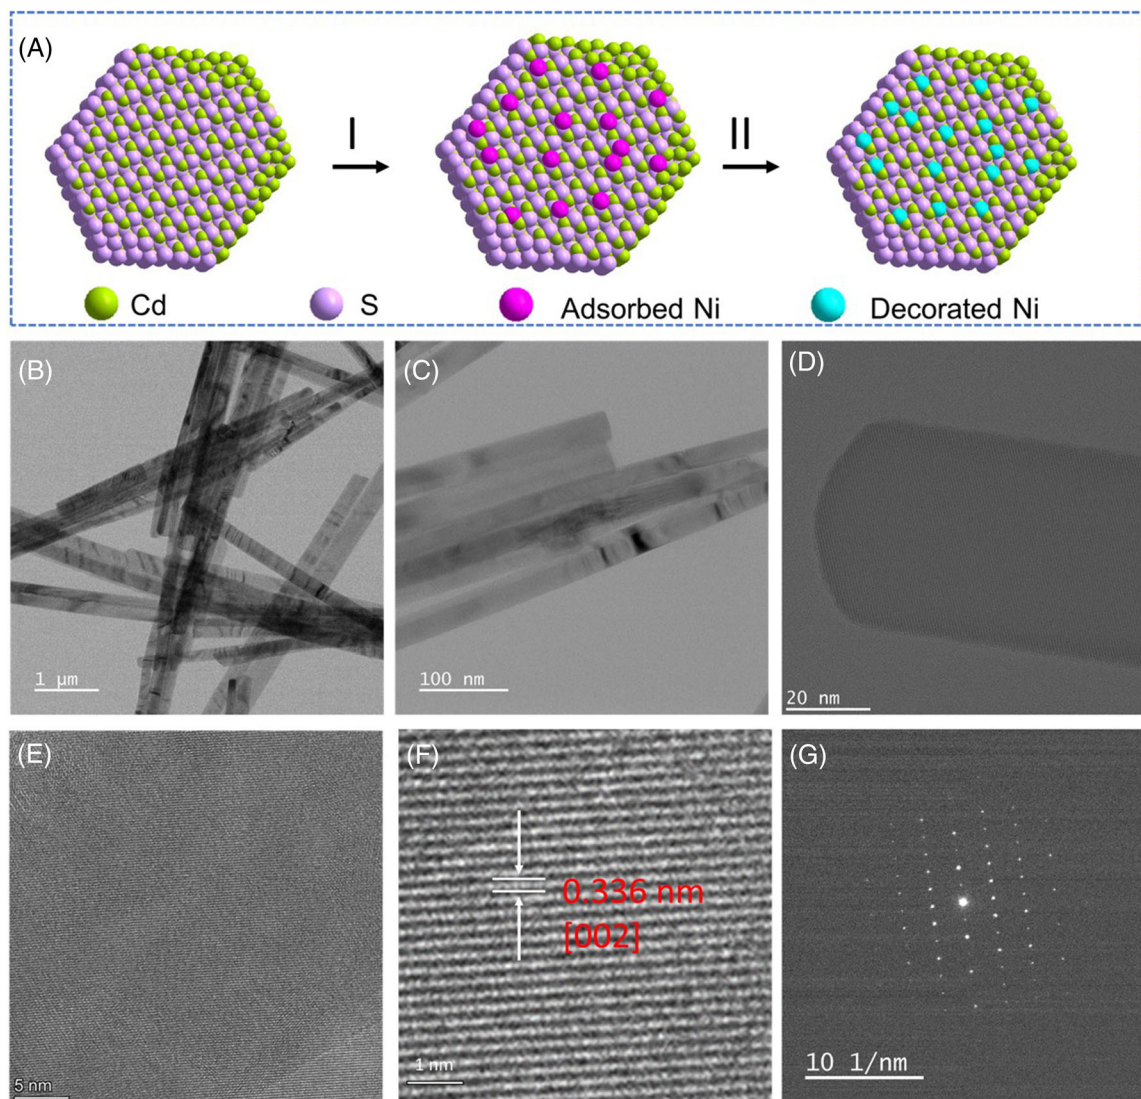 (A)
I
II
Cd
S
Adsorbed Ni
Decorated Ni
(B)
1 μm
(C)
100 nm
(D)
20 nm
(E)
5 nm
(F)
0.336 nm
[002]
1 nm
(G)
10 1/nm